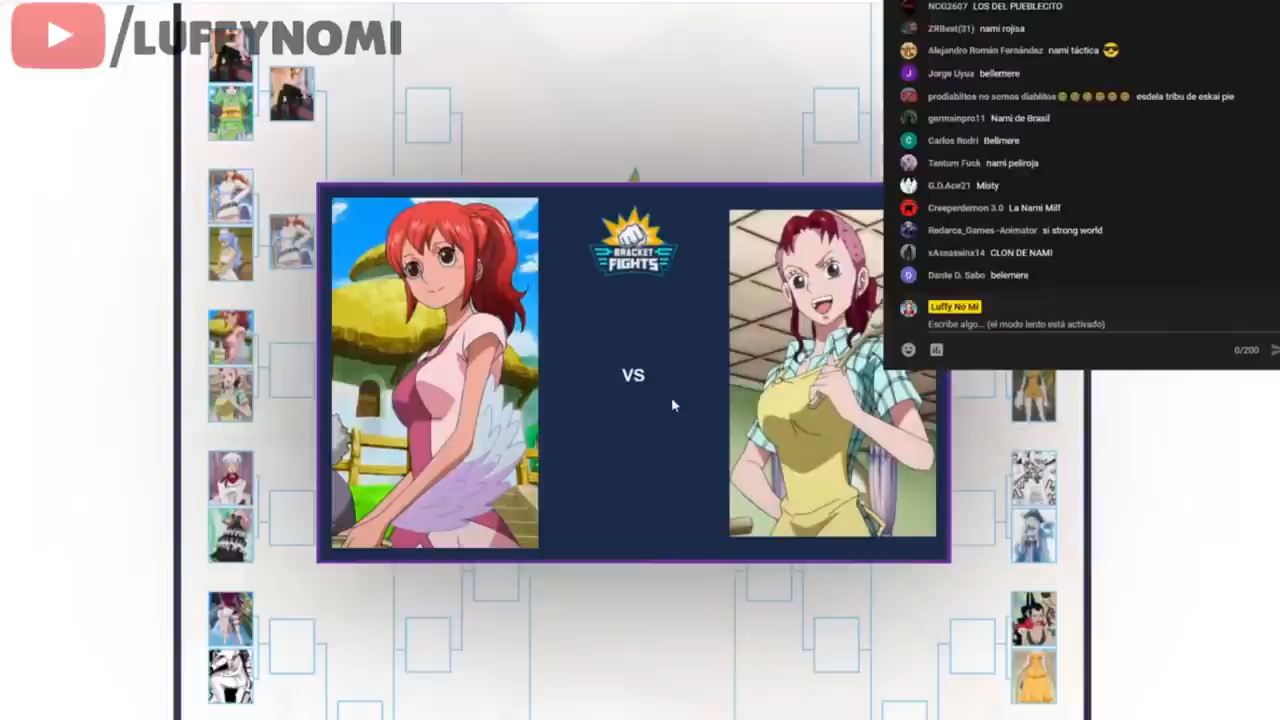 /LUFFYNOMI
NCG2607 LOS DEL PUEBLECITO
ZRBest(31) nami rojisa
Alejandro Román Fernández nami táctica
J Jorge Uyua bellemere
prodiablitos no somos diablitos esdela tribu de eskai pie
germainpro11 Nami de Brasil
C Carlos Rodri Bellmere
Tantum Fuck nami peliroja
G.D.Ace21 Misty
Creeperdemon 3.0 La Nami Milf
Redarca_Games -Animator si strong world
xAssassinx14 CLON DE NAMI
D Dante D. Sabo belemere
Luffy No Mi
Escribe algo... (el modo lento está activado)
0/200
BRACKET
FIGHTS
VS